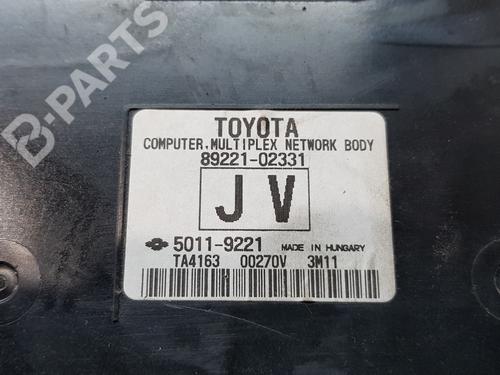 B-PARTS
TOYOTA
COMPUTER,MULTIPLEX NETWORK BODY
89221-02331
JV
5011-9221 MADE IN HUNGARY
TA4163 00270V 3M11